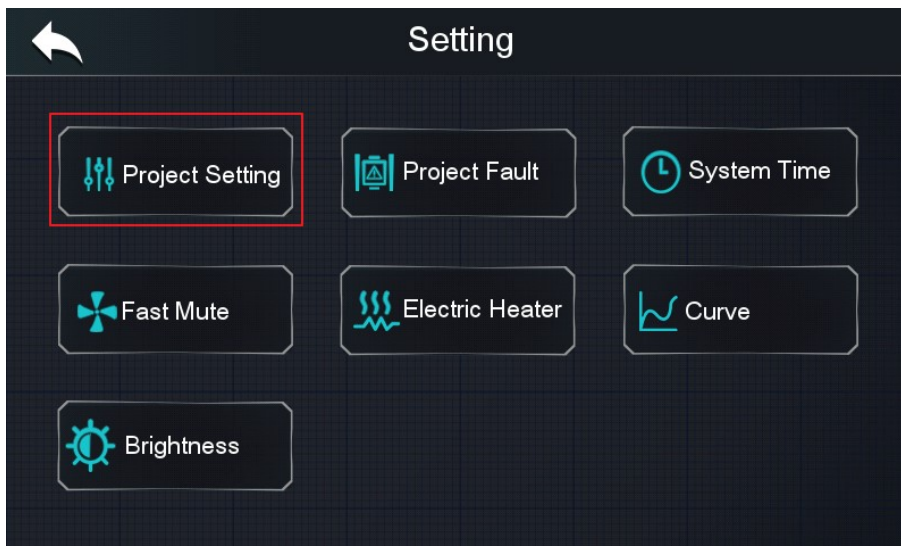 Setting
Project Setting
Project Fault
System Time
Fast Mute
Electric Heater
Curve
Brightness